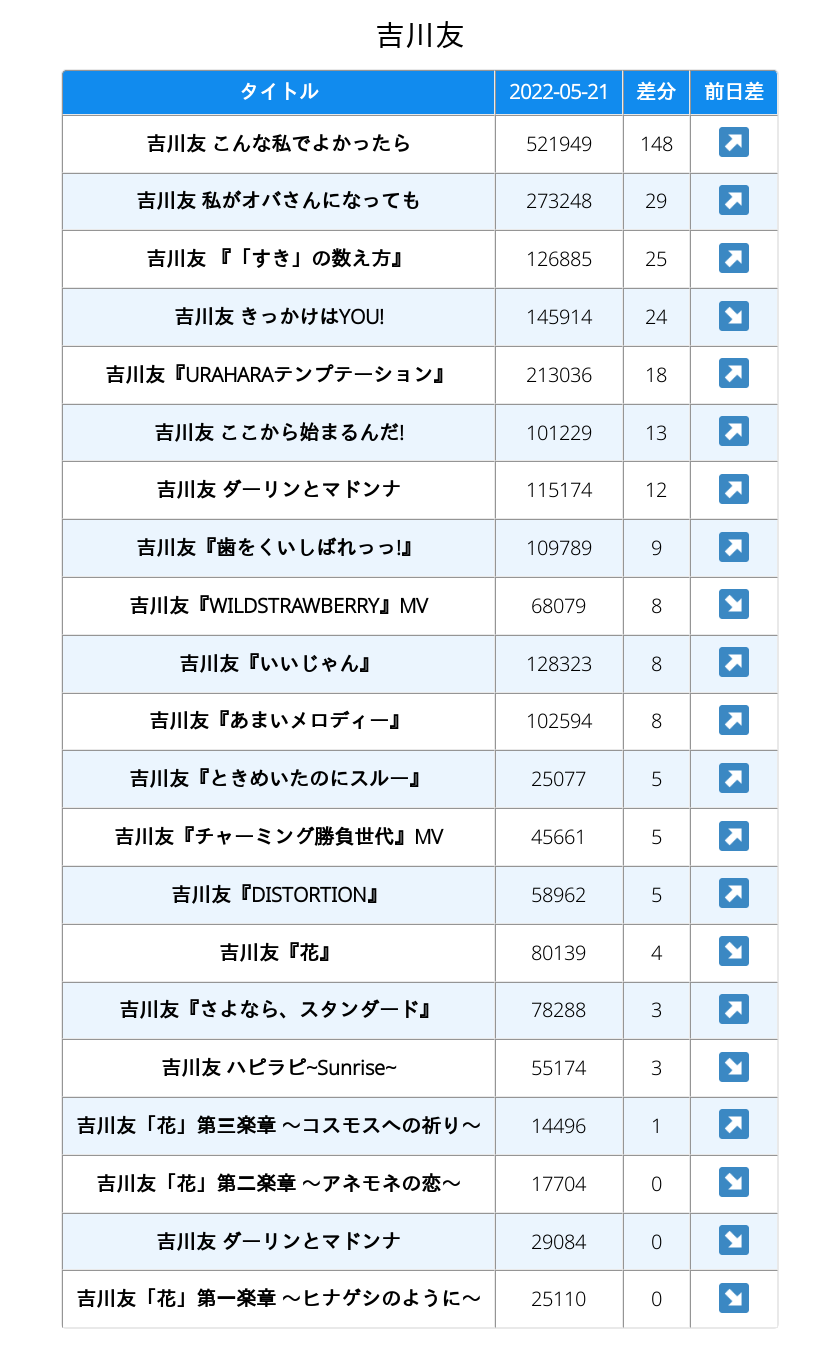 吉川友
タイトル 2022-05-21 差分 前日差
吉川友 こんな私でよかったら 521949 148 ↗
吉川友 私がオバさんになっても 273248 29 ↗
吉川友 『「すき」の数え方』 126885 25 ↗
吉川友 きっかけはYOU! 145914 24 ↘
吉川友『URAHARAテンプテーション』 213036 18 ↗
吉川友 ここから始まるんだ! 101229 13 ↗
吉川友 ダーリンとマドンナ 115174 12 ↗
吉川友『歯をくいしばれっっ!』 109789 9 ↗
吉川友『WILDSTRAWBERRY』MV 68079 8 ↘
吉川友『いいじゃん』 128323 8 ↗
吉川友『あまいメロディー』 102594 8 ↗
吉川友『ときめいたのにスルー』 25077 5 ↗
吉川友『チャーミング勝負世代』MV 45661 5 ↗
吉川友『DISTORTION』 58962 5 ↗
吉川友『花』 80139 4 ↘
吉川友『さよなら、スタンダード』 78288 3 ↗
吉川友 ハピラピ~Sunrise~ 55174 3 ↘
吉川友「花」第三楽章 ～コスモスへの祈り～ 14496 1 ↗
吉川友「花」第二楽章 ～アネモネの恋～ 17704 0 ↘
吉川友 ダーリンとマドンナ 29084 0 ↘
吉川友「花」第一楽章 ～ヒナゲシのように～ 25110 0 ↘